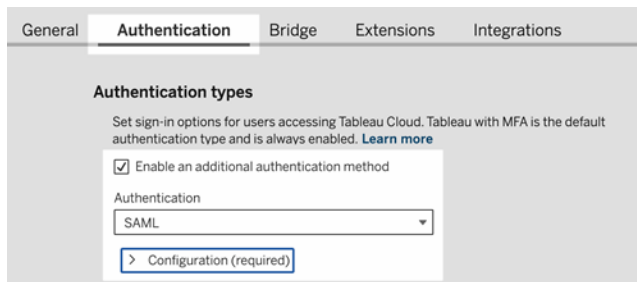 General Authentication Bridge Extensions Integrations
Authentication types
Set sign-in options for users accessing Tableau Cloud. Tableau with MFA is the default
authentication type and is always enabled. Learn more
Enable an additional authentication method
Authentication
SAML
Configuration (required)